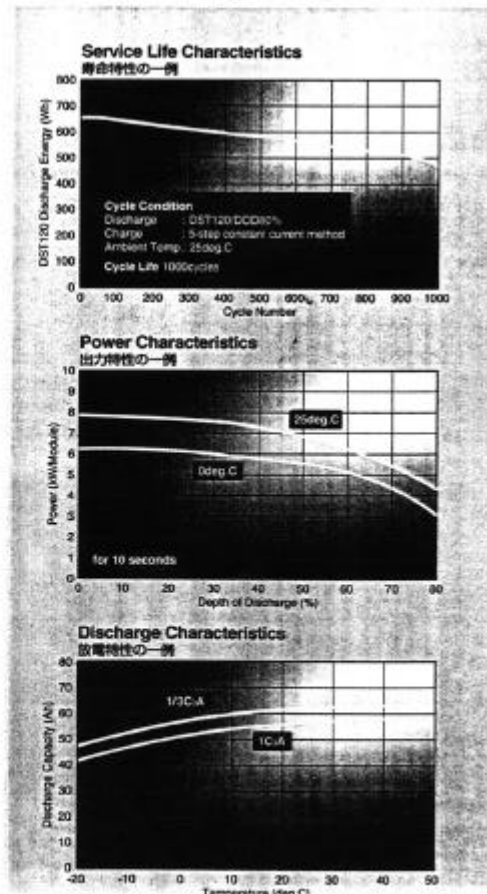 Service Life Characteristics
寿命特性の一例
DST120 Discharge Energy (Wh)
800
700
600
500
400
300
200
100
0
Cycle Condition
Discharge : DST120/DOD80%
Charge : 5-step constant current method
Ambient Temp. : 25deg.C
Cycle Life 1000cycles
0 100 200 300 400 500 600 700 800 900 1000
Cycle Number
Power Characteristics
出力特性の一例
Power (kW/Module)
10
9
8
7
6
5
4
3
2
1
0
25deg.C
0deg.C
for 10 seconds
0 10 20 30 40 50 60 70 80
Depth of Discharge (%)
Discharge Characteristics
放電特性の一例
Discharge Capacity (Ah)
80
70
60
50
40
30
20
10
0
1/3C₃A
1C₃A
-20 -10 0 10 20 30 40 50
Temperature (deg.C)